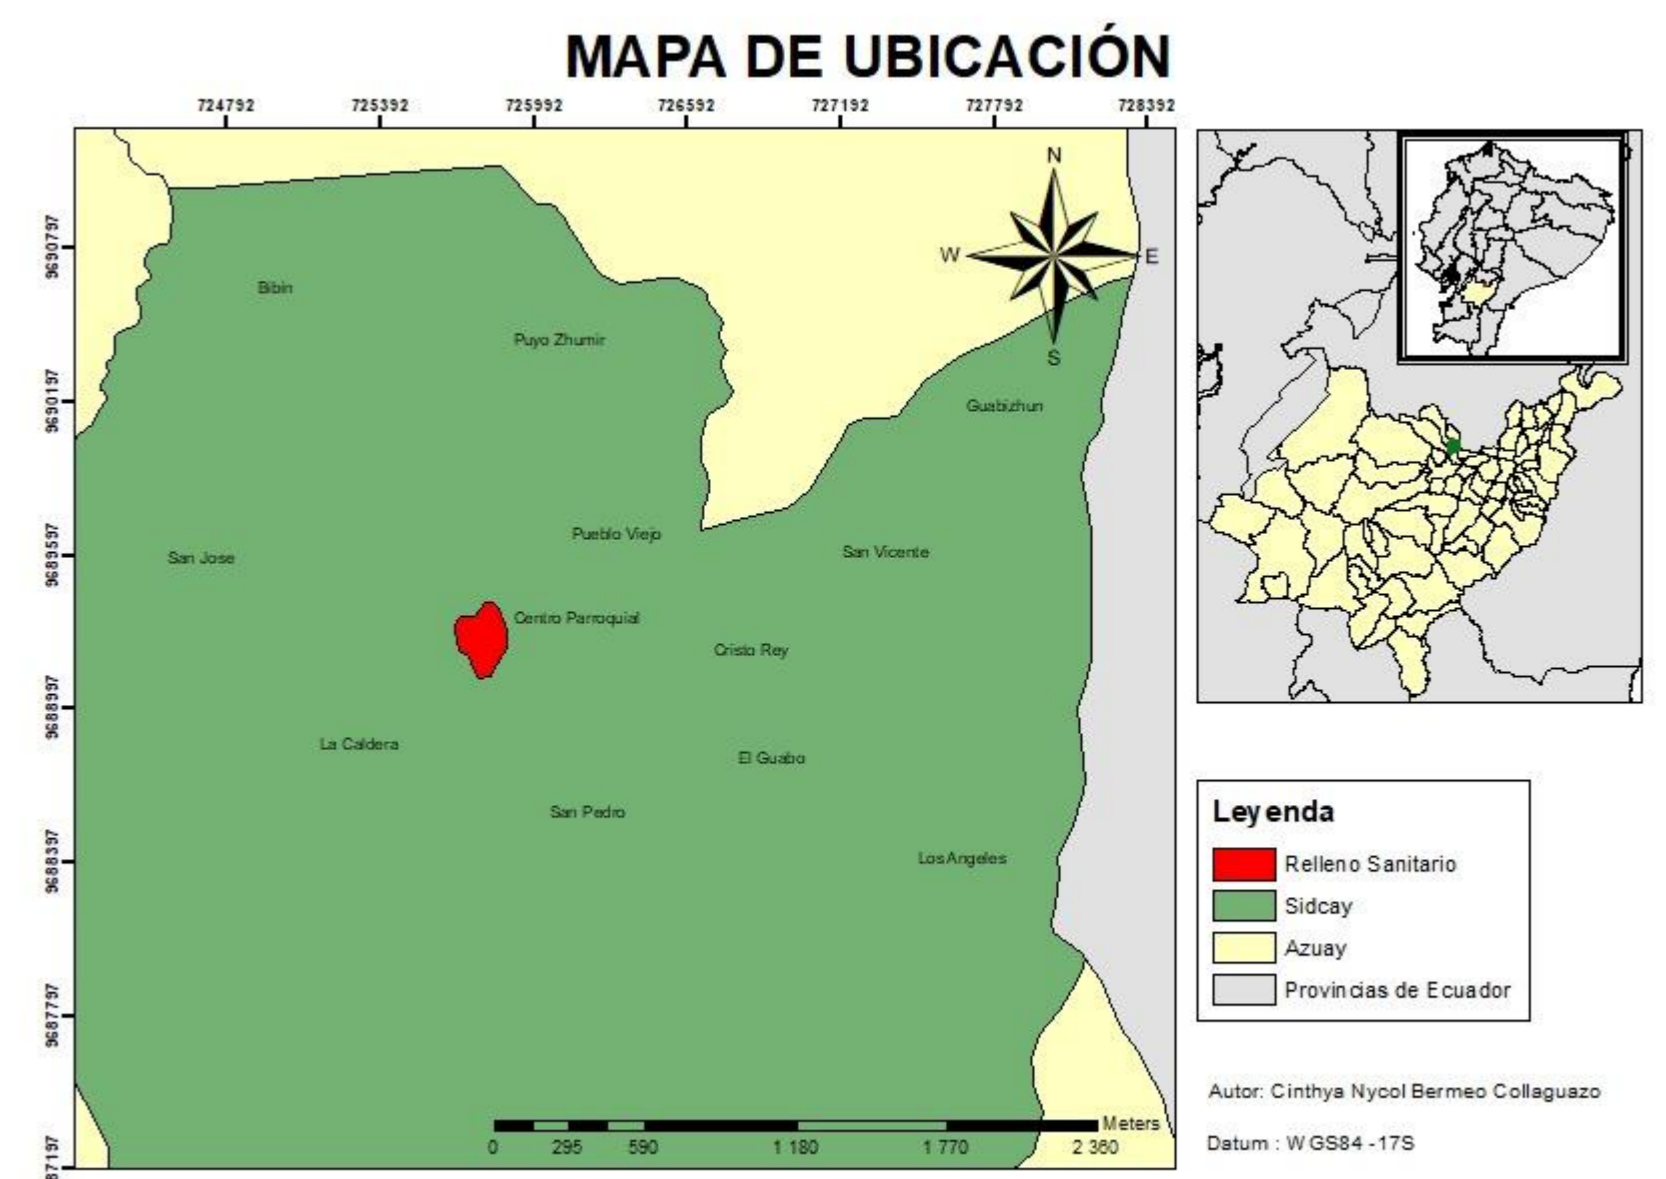 MAPA DE UBICACIÓN
724792 725392 725992 726592 727192 727792 728392
N
9690797
W E
Bibin
Puyo Zhumir
S
9690197
Guabizhun
Pueblo Viejo
9689597
San Jose
San Vicente
Centro Parroquial
Cristo Rey
9688997
La Caldera
El Guabo
San Pedro
9688397
Los Angeles
9687797
Meters
0 295 590 1 180 1 770 2 360
87197
Leyenda
Relleno Sanitario
Sidcay
Azuay
Provincias de Ecuador
Autor: Cinthya Nycol Bermeo Collaguazo
Datum : WGS84 -17S